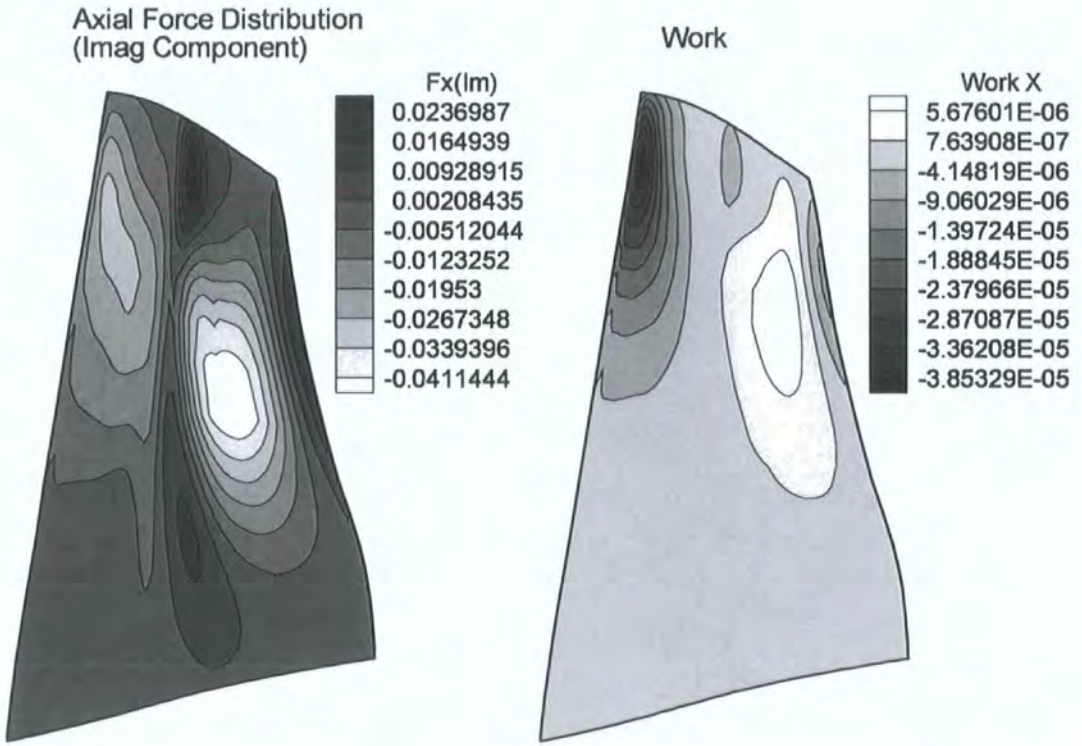 Axial Force Distribution
(Imag Component)
Fx(Im)
0.0236987
0.0164939
0.00928915
0.00208435
-0.00512044
-0.0123252
-0.01953
-0.0267348
-0.0339396
-0.0411444
Work
Work X
5.67601E-06
7.63908E-07
-4.14819E-06
-9.06029E-06
-1.39724E-05
-1.88845E-05
-2.37966E-05
-2.87087E-05
-3.36208E-05
-3.85329E-05